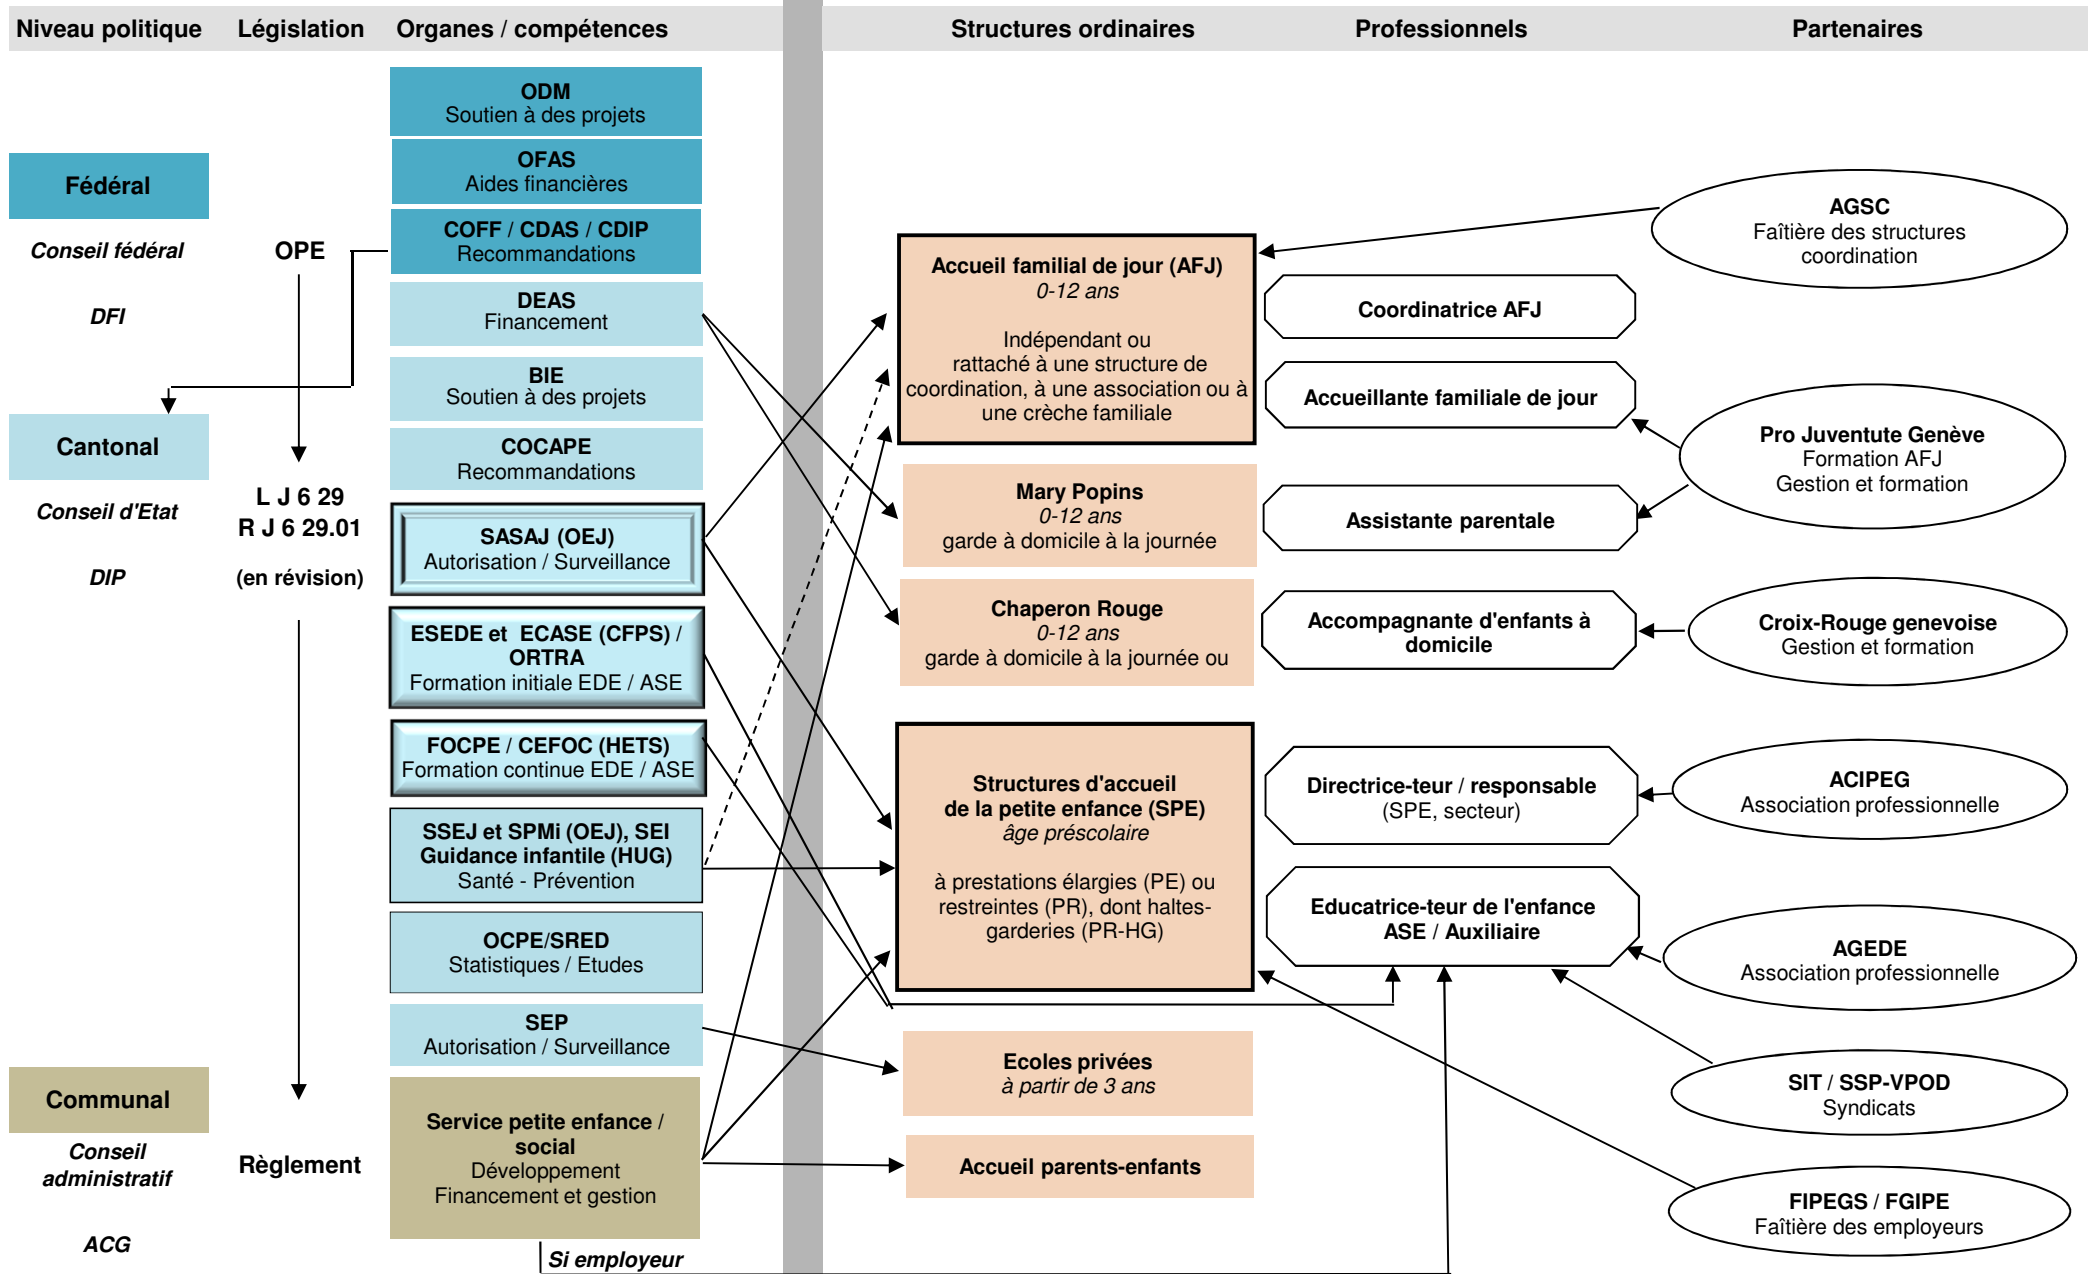 Niveau politique
Législation
Organes / compétences
Structures ordinaires
Professionnels
Partenaires
Fédéral
Conseil fédéral
DFI
Cantonal
Conseil d'Etat
DIP
Communal
Conseil
administratif
ACG
OPE
L J 6 29
R J 6 29.01
(en révision)
Règlement
ODM
Soutien à des projets
OFAS
Aides financières
COFF / CDAS / CDIP
Recommandations
DEAS
Financement
BIE
Soutien à des projets
COCAPE
Recommandations
SASAJ (OEJ)
Autorisation / Surveillance
ESEDE et ECASE (CFPS) /
ORTRA
Formation initiale EDE / ASE
FOCPE / CEFOC (HETS)
Formation continue EDE / ASE
SSEJ et SPMi (OEJ), SEI
Guidance infantile (HUG)
Santé - Prévention
OCPE/SRED
Statistiques / Etudes
SEP
Autorisation / Surveillance
Service petite enfance /
social
Développement
Financement et gestion
Si employeur
Accueil familial de jour (AFJ)
0-12 ans
Indépendant ou
rattaché à une structure de
coordination, à une association ou à
une crèche familiale
Mary Popins
0-12 ans
garde à domicile à la journée
Chaperon Rouge
0-12 ans
garde à domicile à la journée ou
Structures d'accueil
de la petite enfance (SPE)
âge préscolaire
à prestations élargies (PE) ou
restreintes (PR), dont haltes-
garderies (PR-HG)
Ecoles privées
à partir de 3 ans
Accueil parents-enfants
Coordinatrice AFJ
Accueillante familiale de jour
Assistante parentale
Accompagnante d'enfants à
domicile
Directrice-teur / responsable
(SPE, secteur)
Educatrice-teur de l'enfance
ASE / Auxiliaire
AGSC
Faîtière des structures
coordination
Pro Juventute Genève
Formation AFJ
Gestion et formation
Croix-Rouge genevoise
Gestion et formation
ACIPEG
Association professionnelle
AGEDE
Association professionnelle
SIT / SSP-VPOD
Syndicats
FIPEGS / FGIPE
Faîtière des employeurs